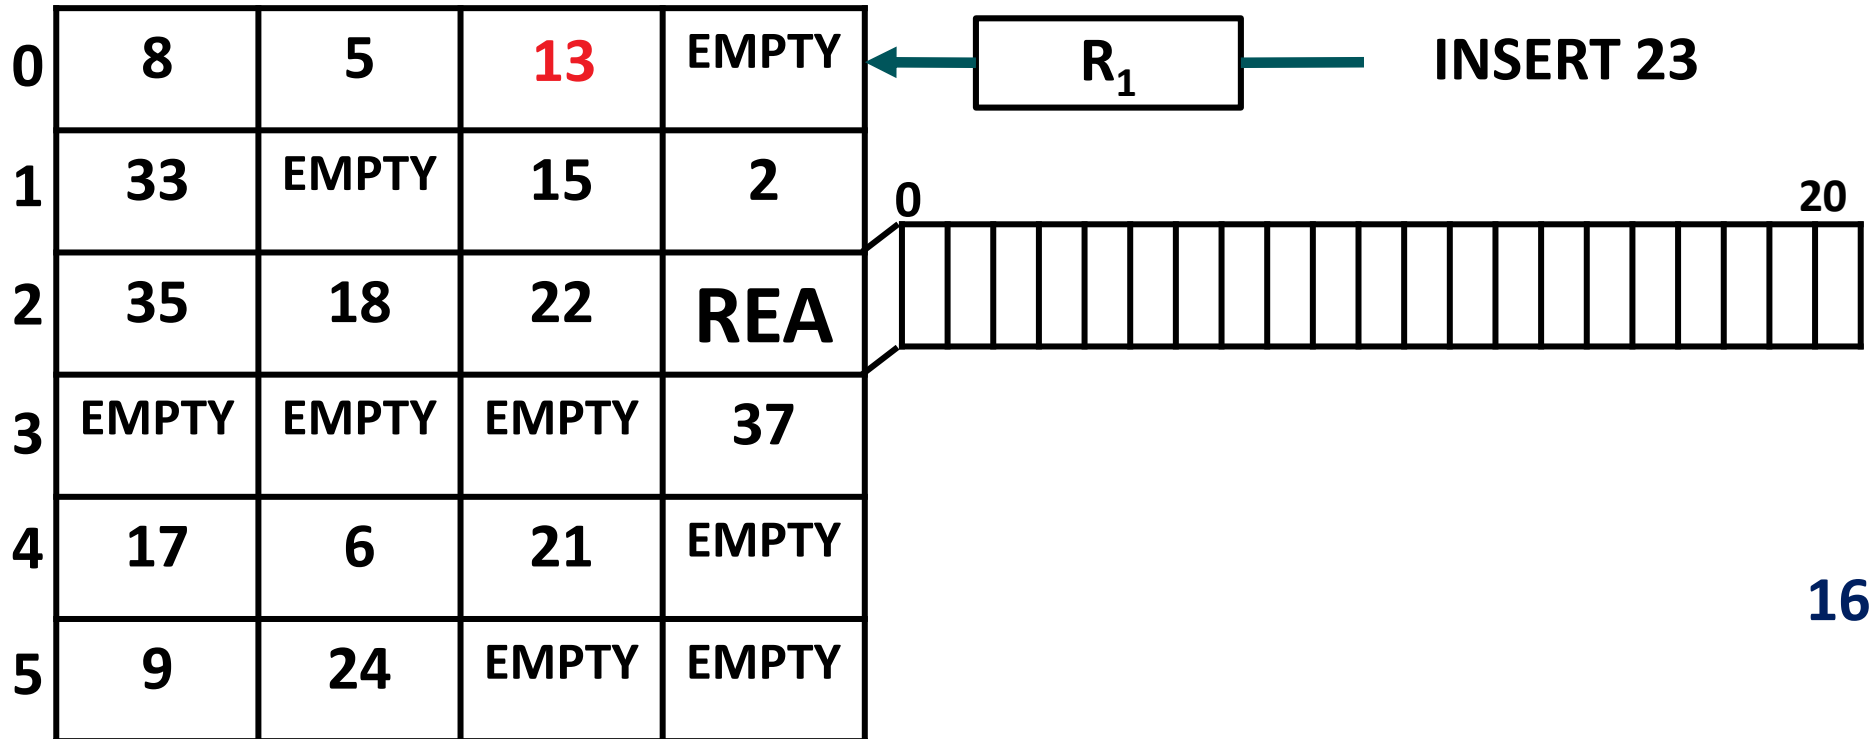 0 8 5 13 EMPTY R1 INSERT 23
1 33 EMPTY 15 2
0 20
2 35 18 22 REA
3 EMPTY EMPTY EMPTY 37
4 17 6 21 EMPTY
16
5 9 24 EMPTY EMPTY